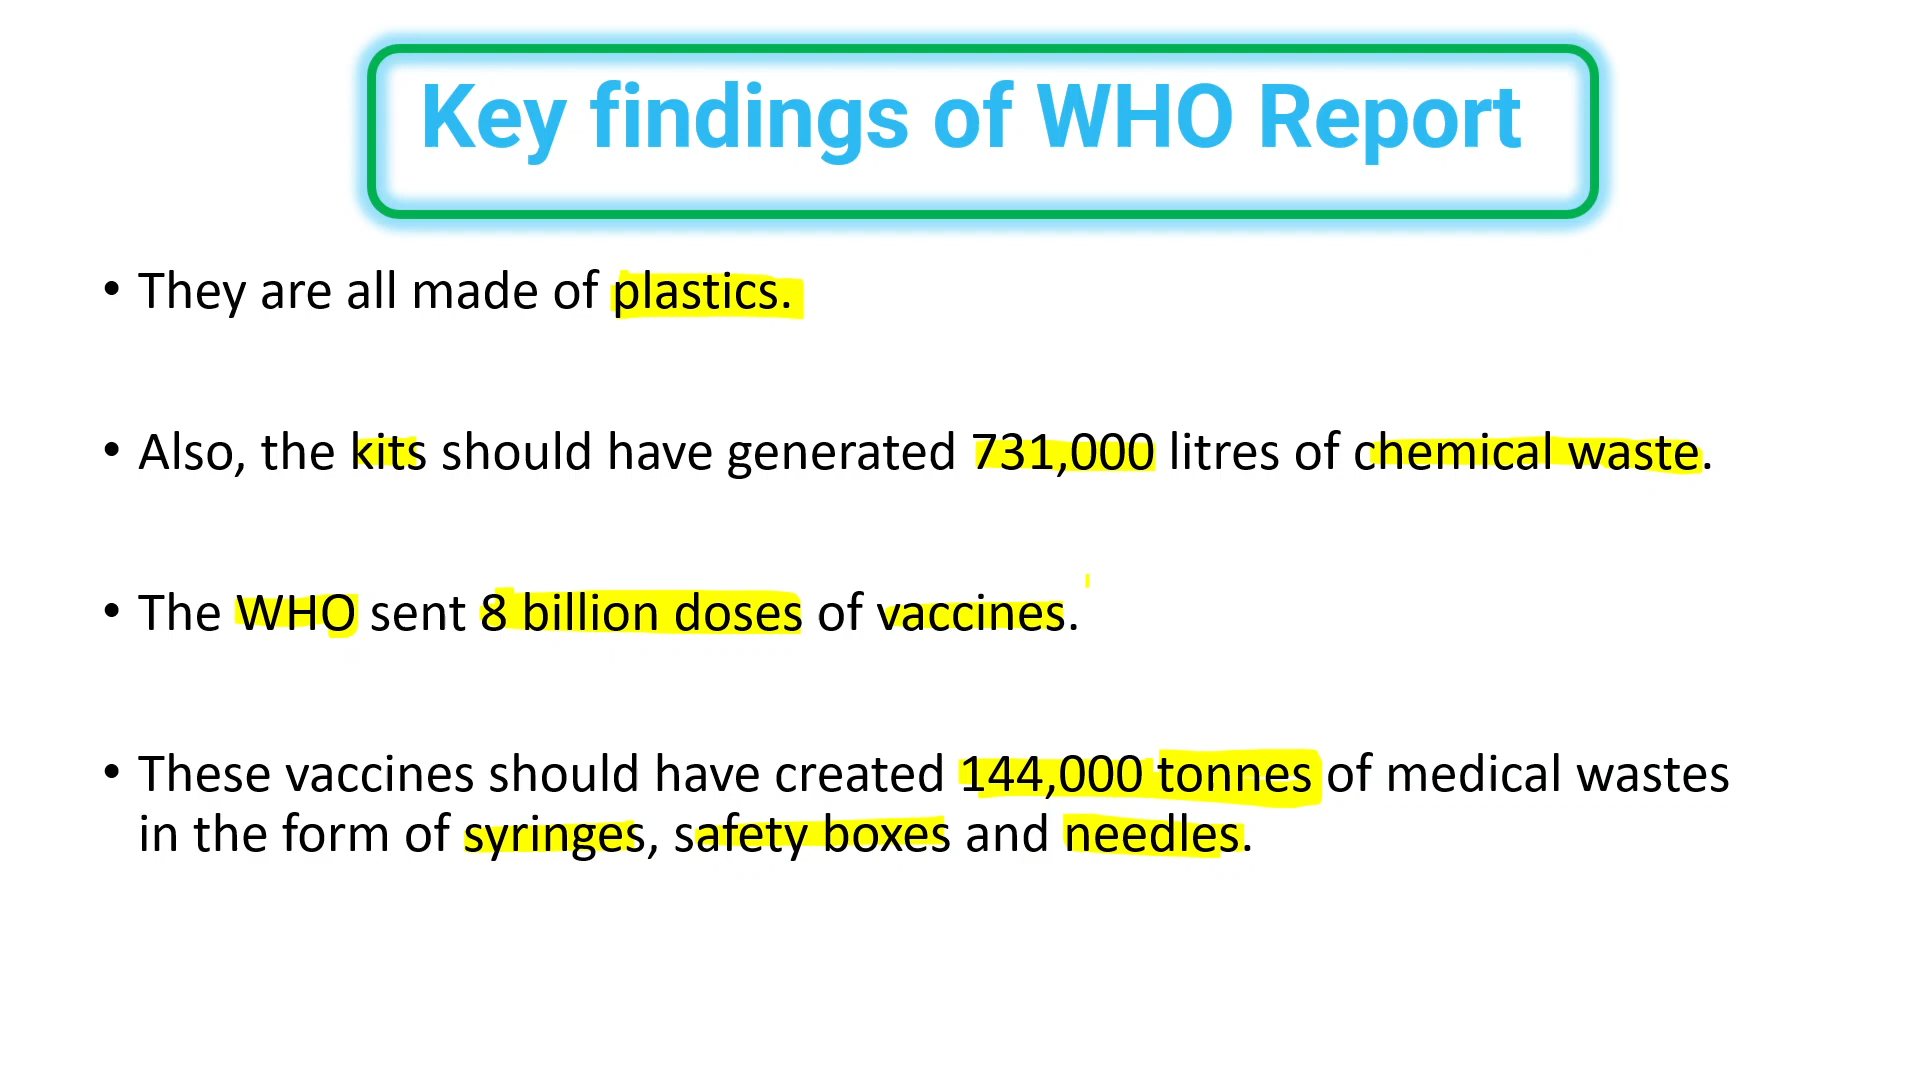 Key findings of WHO Report
• They are all made of plastics.
• Also, the kits should have generated 731,000 litres of chemical waste.
• The WHO sent 8 billion doses of vaccines.
• These vaccines should have created 144,000 tonnes of medical wastes
in the form of syringes, safety boxes and needles.